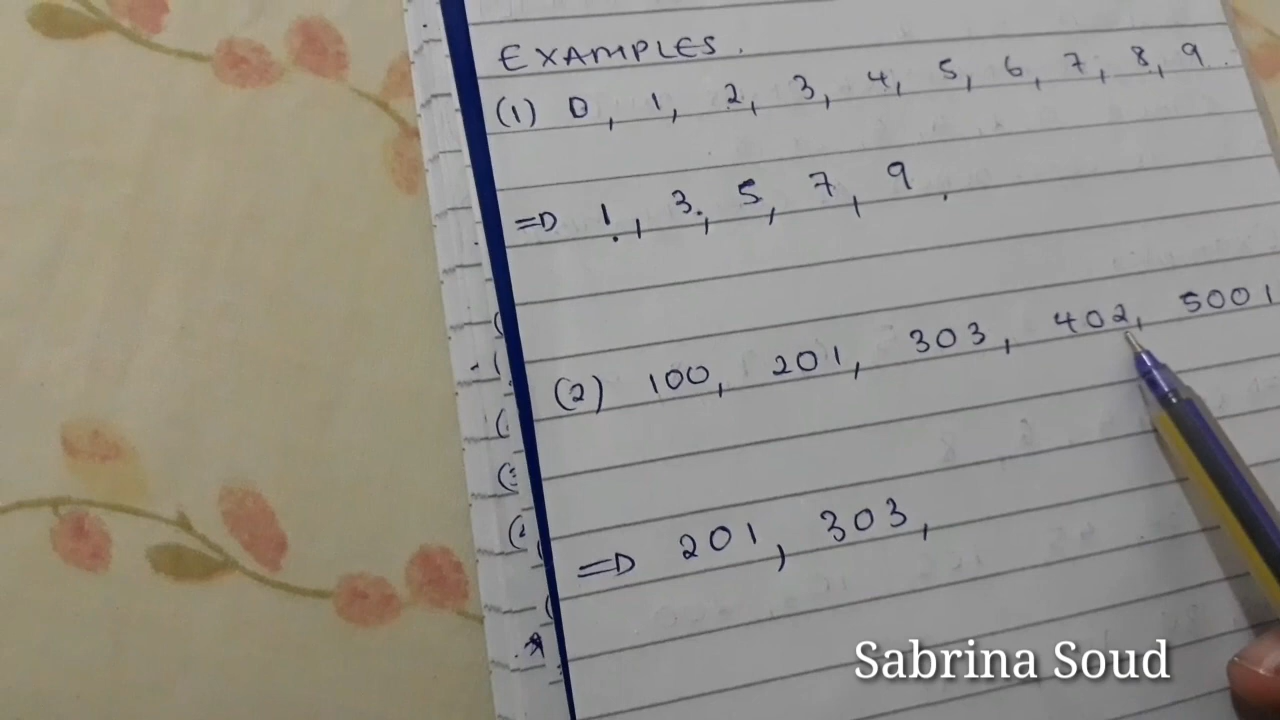 EXAMPLES.
(1) 0, 1, 2, 3, 4, 5, 6, 7, 8, 9.
⇒ 1, 3, 5, 7, 9.
(2) 100, 201, 303, 402, 5001
⇒ 201, 303,
Sabrina Soud